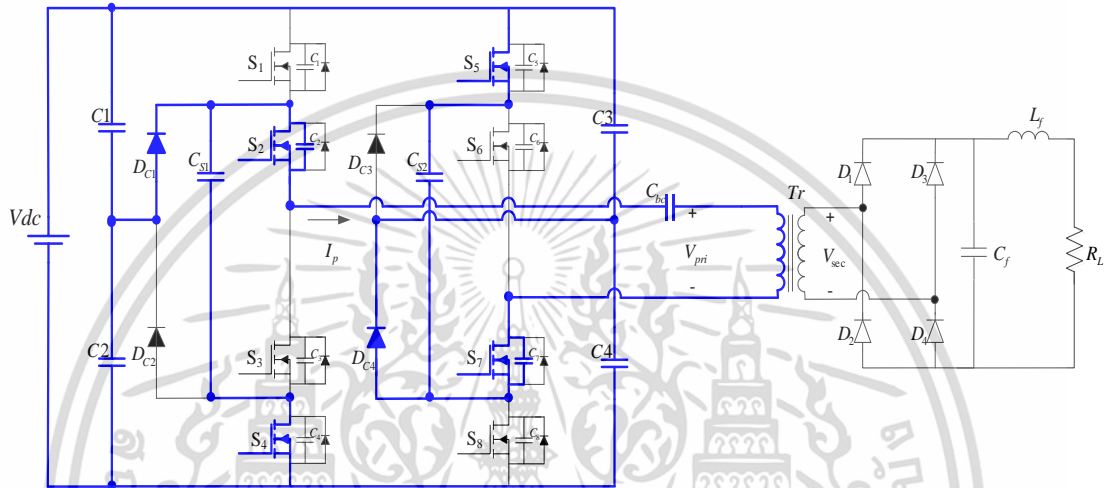 S1
C1
S5
C5
C1
DC1
CS1
S2
C2
DC3
CS2
S6
C6
C3
Lf
Vdc
Ip
Cbc
+
Vpri
-
Tr
+
Vsec
-
D1
D3
Cf
RL
D2
D4
C2
DC2
S3
C3
DC4
S7
C7
C4
S4
C4
S8
C8